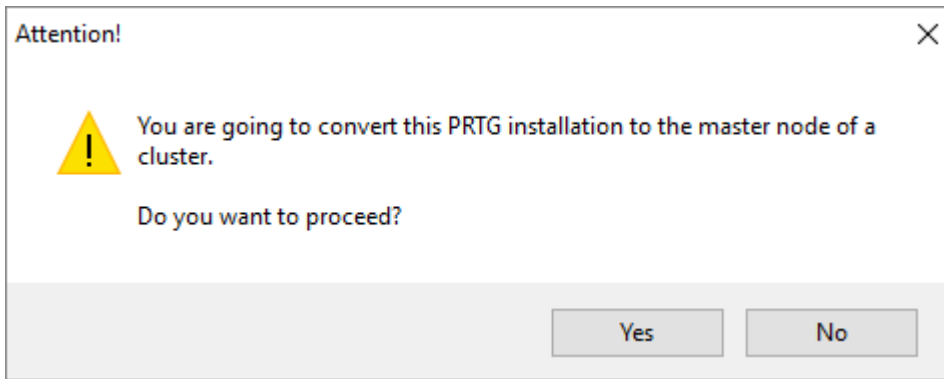 Attention!
You are going to convert this PRTG installation to the master node of a
cluster.
Do you want to proceed?
Yes
No